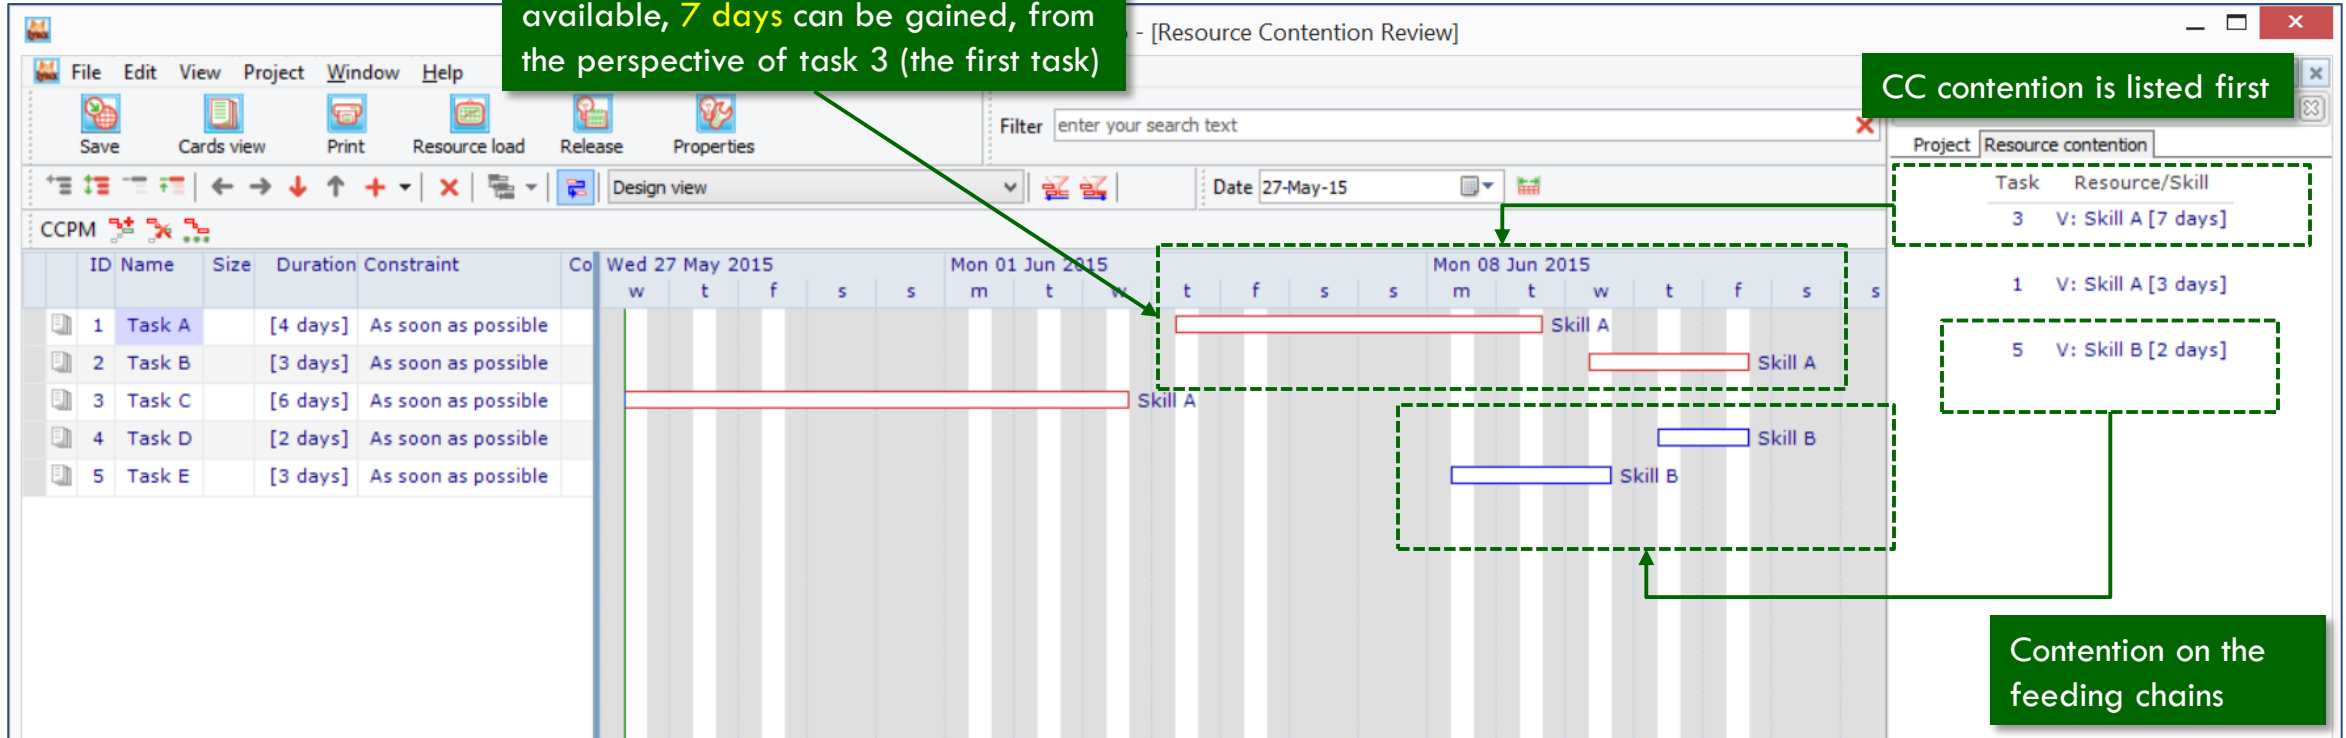 available, 7 days can be gained, from
the perspective of task 3 (the first task)
- [Resource Contention Review]
CC contention is listed first
File Edit View Project Window Help
Save Cards view Print Resource load Release Properties
Filter enter your search text
Project Resource contention
Design view
Date 27-May-15
Task Resource/Skill
3 V: Skill A [7 days]
1 V: Skill A [3 days]
5 V: Skill B [2 days]
CCPM
ID Name Size Duration Constraint Co
Wed 27 May 2015 Mon 01 Jun 2015 Mon 08 Jun 2015
w t f s s m t w t f s s m t w t f s s
1 Task A [4 days] As soon as possible Skill A
2 Task B [3 days] As soon as possible Skill A
3 Task C [6 days] As soon as possible Skill A
4 Task D [2 days] As soon as possible Skill B
5 Task E [3 days] As soon as possible Skill B
Contention on the
feeding chains